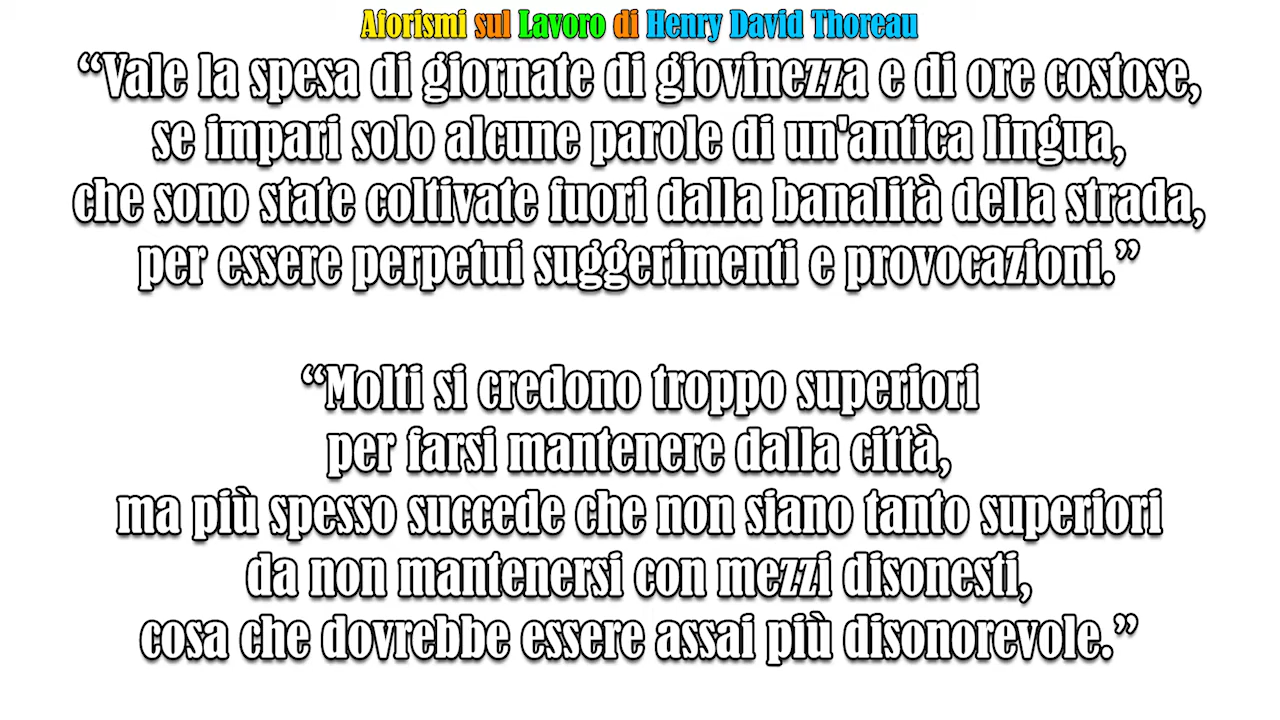 Aforismi sul Lavoro di Henry David Thoreau
“Vale la spesa di giornate di giovinezza e di ore costose,
se impari solo alcune parole di un'antica lingua,
che sono state coltivate fuori dalla banalità della strada,
per essere perpetui suggerimenti e provocazioni.”
“Molti si credono troppo superiori
per farsi mantenere dalla città,
ma più spesso succede che non siano tanto superiori
da non mantenersi con mezzi disonesti,
cosa che dovrebbe essere assai più disonorevole.”